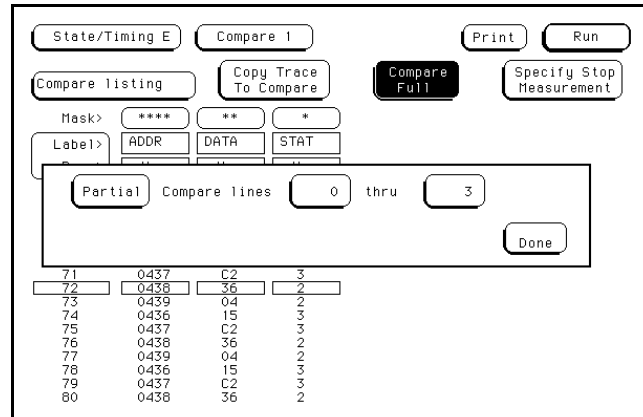 State/Timing E Compare 1 Print Run
Compare listing Copy Trace To Compare Compare Full Specify Stop Measurement
Mask> **** ** *
Label> ADDR DATA STAT
Partial Compare lines 0 thru 3
Done
71 0437 C2 3
72 0438 36 2
73 0439 04 2
74 0436 15 3
75 0437 C2 3
76 0438 36 2
77 0439 04 2
78 0436 15 3
79 0437 C2 3
80 0438 36 2